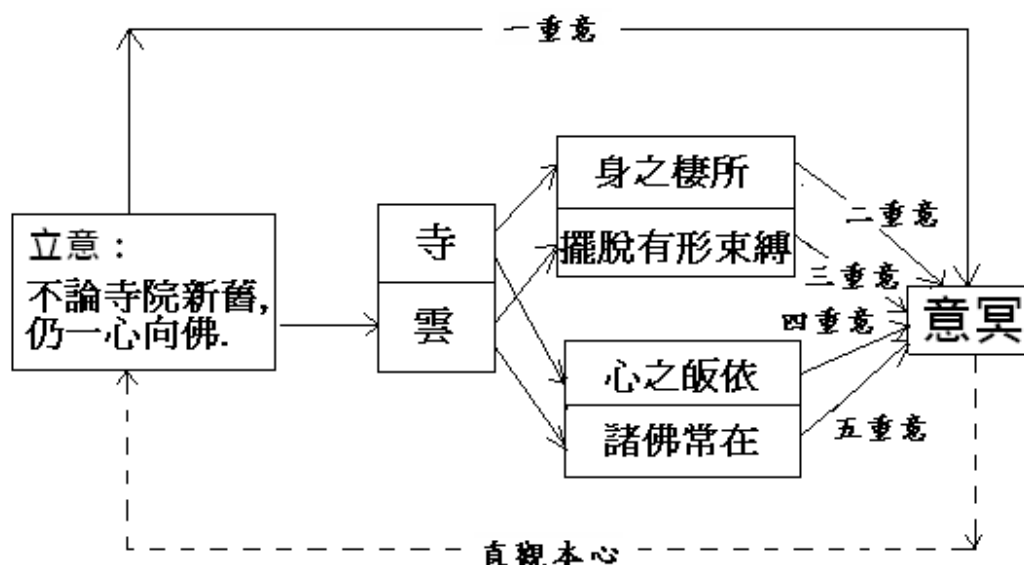 一重意
身之棲所
二重意
立意：
寺
擺脫有形束縛
不論寺院新舊,
三重意
仍一心向佛.
雲
四重意
意冥
心之皈依
諸佛常在
五重意
直觀本心